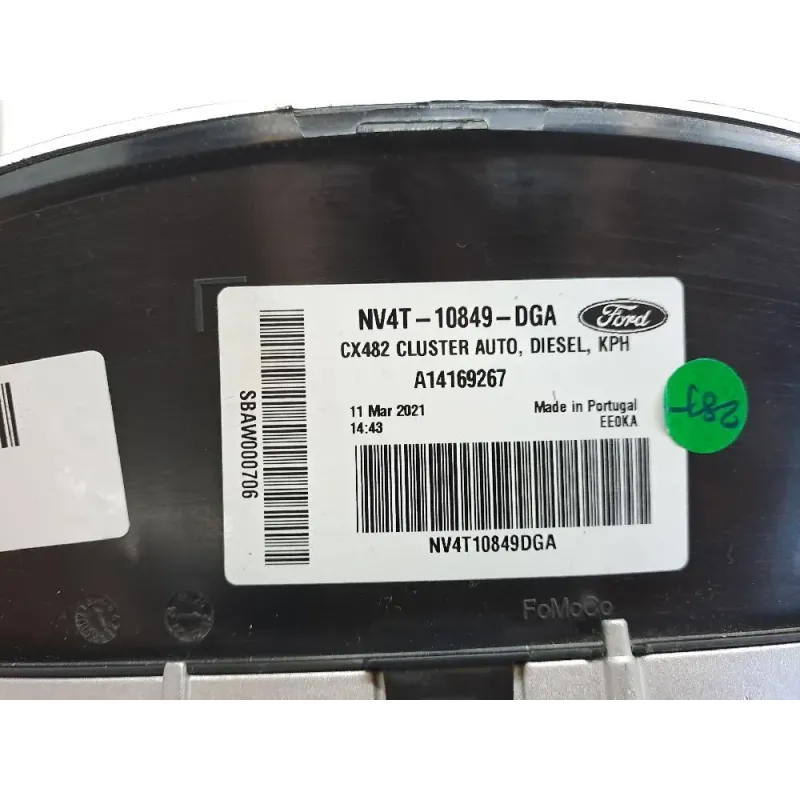 NV4T-10849-DGA
Ford
CX482 CLUSTER AUTO, DIESEL, KPH
A14169267
11 Mar 2021
Made in Portugal
14:43
EE0KA
SBAW000706
NV4T10849DGA
283
FoMoCo